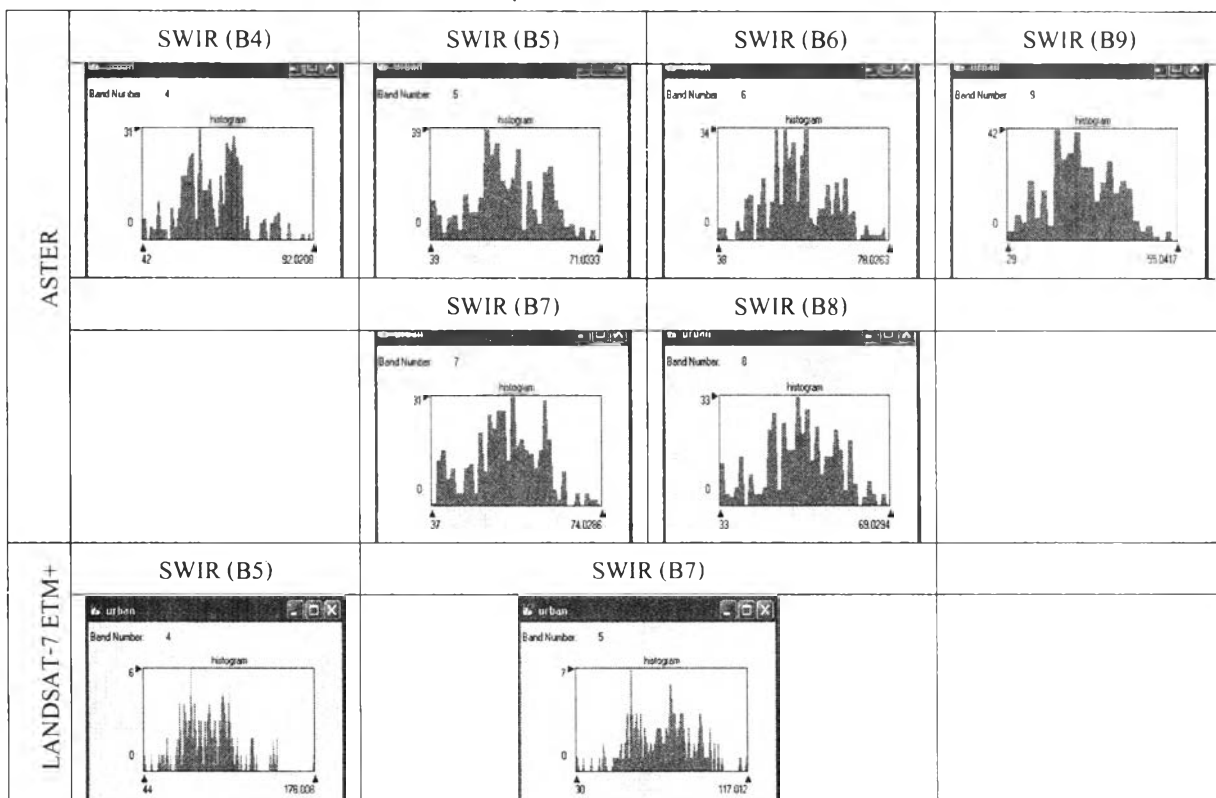 SWIR (B4) SWIR (B5) SWIR (B6) SWIR (B9)
ASTER
urban
Band Number 4
histogram
31
0
42 92.0208
urban
Band Number 5
histogram
39
0
39 71.0333
Band Number 6
histogram
34
0
38 78.0263
urban
Band Number 9
histogram
42
0
29 55.0417
SWIR (B7) SWIR (B8)
Band Number 7
histogram
31
0
37 74.0286
urban
Band Number: 8
histogram
33
0
33 69.0294
LANDSAT-7 ETM+
SWIR (B5) SWIR (B7)
urban
Band Number: 4
histogram
6
0
44 176.008
urban
Band Number: 5
histogram
7
0
30 117.012